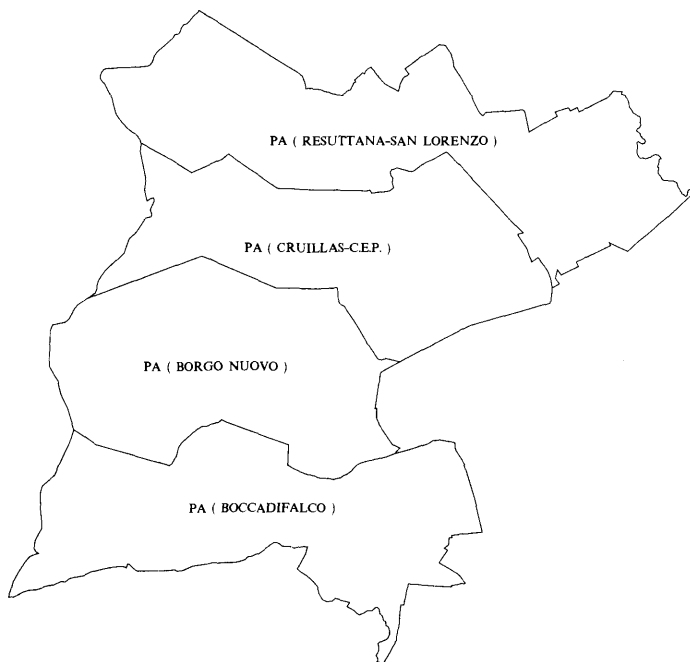 PA ( RESUTTANA-SAN LORENZO )
PA ( CRUILLAS-C.E.P. )
PA ( BORGO NUOVO )
PA ( BOCCADIFALCO )